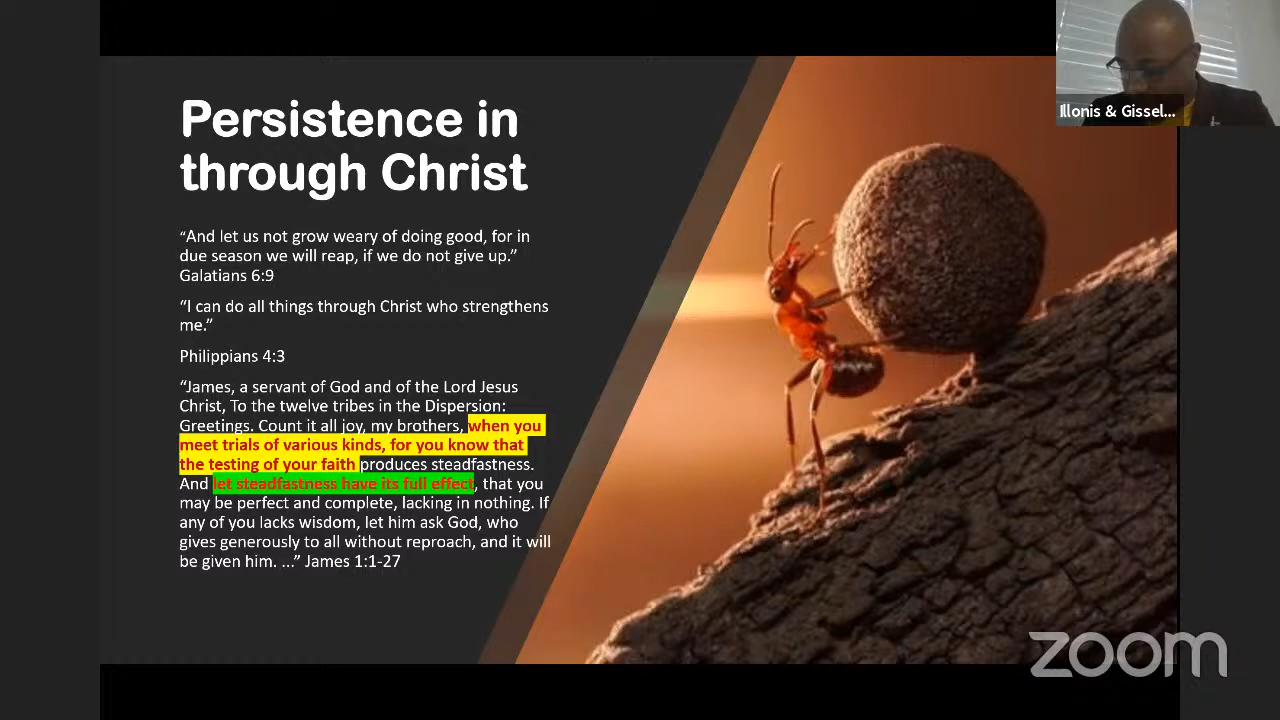 Persistence in
through Christ
“And let us not grow weary of doing good, for in
due season we will reap, if we do not give up.”
Galatians 6:9
“I can do all things through Christ who strengthens
me.”
Philippians 4:3
“James, a servant of God and of the Lord Jesus
Christ, To the twelve tribes in the Dispersion:
Greetings. Count it all joy, my brothers, when you
meet trials of various kinds, for you know that
the testing of your faith produces steadfastness.
And let steadfastness have its full effect, that you
may be perfect and complete, lacking in nothing. If
any of you lacks wisdom, let him ask God, who
gives generously to all without reproach, and it will
be given him. ...” James 1:1-27
Illonis & Gissel...
zoom